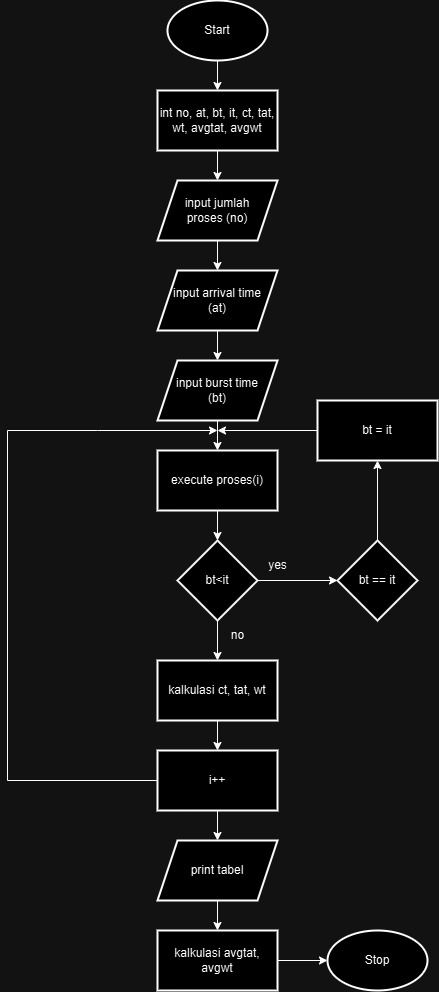 Start
int no, at, bt, it, ct, tat,
wt, avgtat, avgwt
input jumlah
proses (no)
input arrival time
(at)
input burst time
(bt)
bt = it
execute proses(i)
bt<it
yes
bt == it
no
kalkulasi ct, tat, wt
i++
print tabel
kalkulasi avgtat,
avgwt
Stop